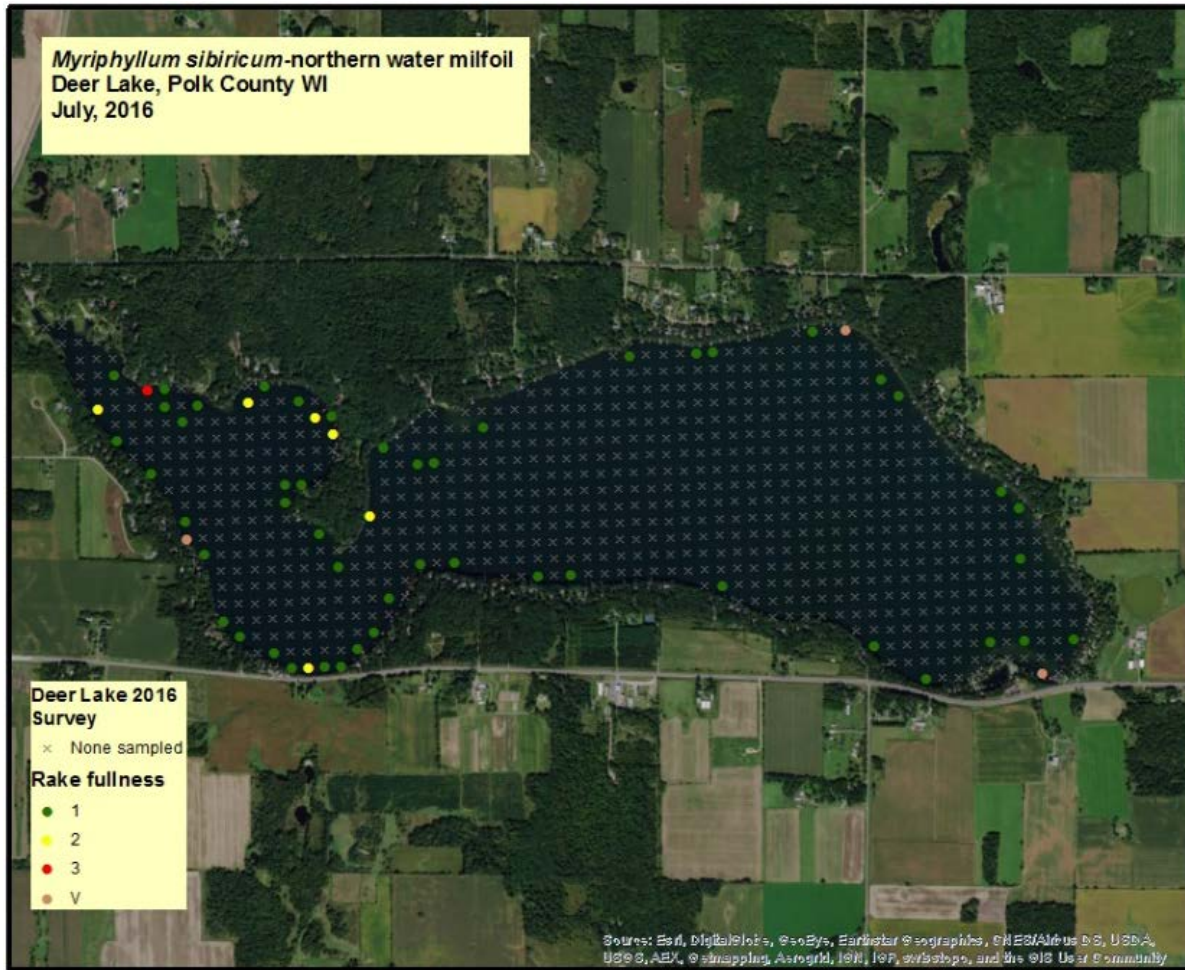 Myriphyllum sibiricum-northern water milfoil
Deer Lake, Polk County WI
July, 2016
Deer Lake 2016
Survey
None sampled
Rake fullness
1
2
3
V
Source: Esri, DigitalGlobe, GeoEye, Earthstar Geographics, CNES/Airbus DS, USDA,
USGS, AEX, Getmapping, Aerogrid, IGN, IGP, swisstopo, and the GIS User Community